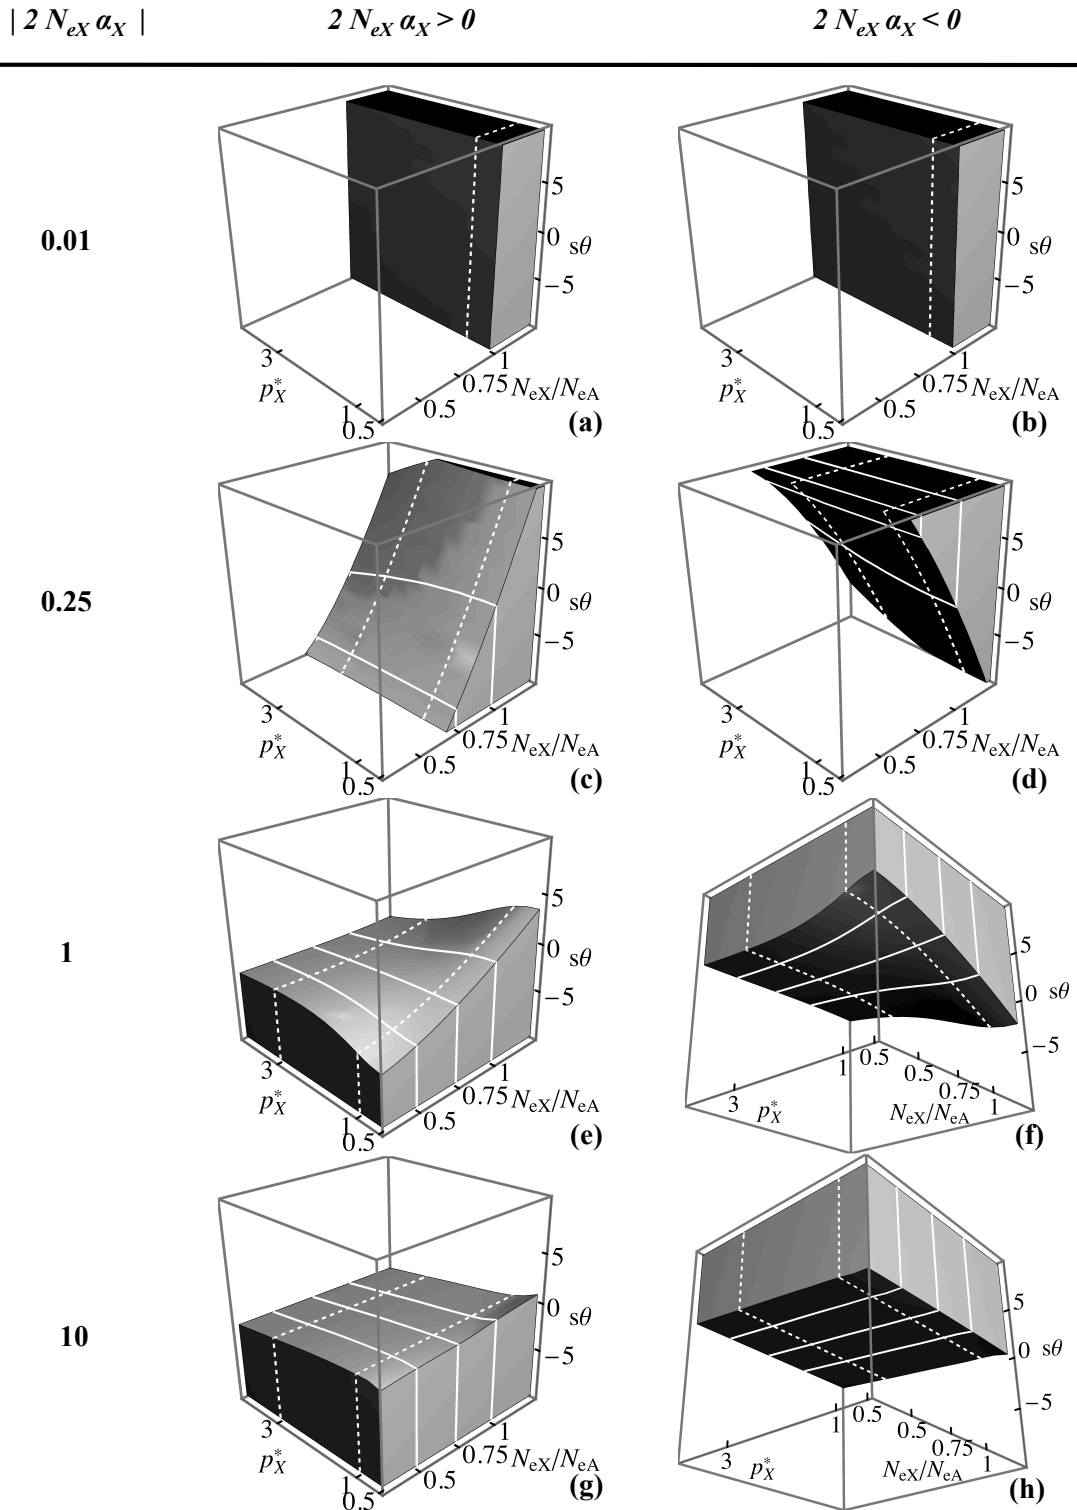 | 2 N_eX α_X |
2 N_eX α_X > 0
2 N_eX α_X < 0
0.01
5
0
sθ
−5
3
p*_X
1
0.5
0.5
0.75
1
N_eX/N_eA
(a)
5
0
sθ
−5
3
p*_X
1
0.5
0.5
0.75
1
N_eX/N_eA
(b)
0.25
5
0
sθ
−5
3
p*_X
1
0.5
0.5
0.75
1
N_eX/N_eA
(c)
5
0
sθ
−5
3
p*_X
1
0.5
0.5
0.75
1
N_eX/N_eA
(d)
1
5
0
sθ
−5
3
p*_X
1
0.5
0.5
0.75
1
N_eX/N_eA
(e)
5
0
sθ
−5
3
p*_X
1
0.5
0.5
0.75
1
N_eX/N_eA
(f)
10
5
0
sθ
−5
3
p*_X
1
0.5
0.5
0.75
1
N_eX/N_eA
(g)
5
0
sθ
−5
3
p*_X
1
0.5
0.5
0.75
1
N_eX/N_eA
(h)